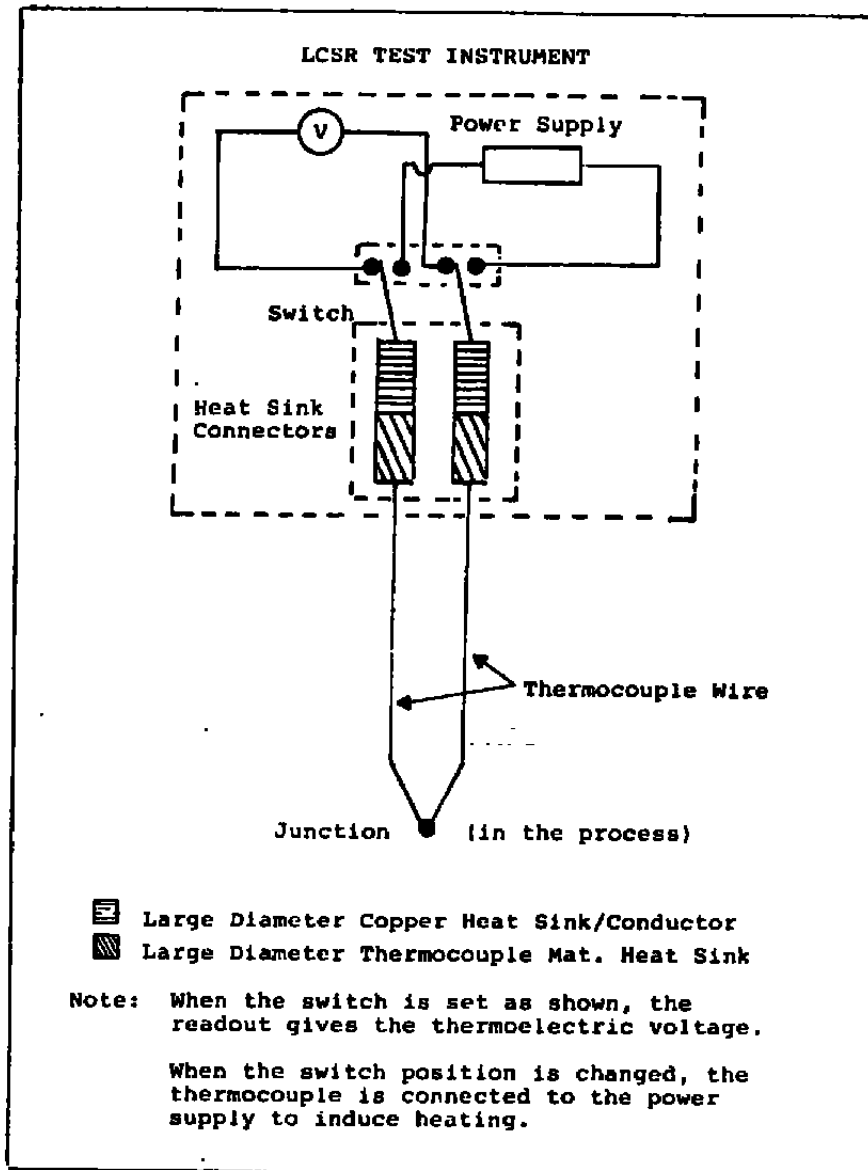 LCSR TEST INSTRUMENT
V
Power Supply
Switch
Heat Sink
Connectors
Thermocouple Wire
Junction
(in the process)
Large Diameter Copper Heat Sink/Conductor
Large Diameter Thermocouple Mat. Heat Sink
Note: When the switch is set as shown, the
readout gives the thermoelectric voltage.
When the switch position is changed, the
thermocouple is connected to the power
supply to induce heating.